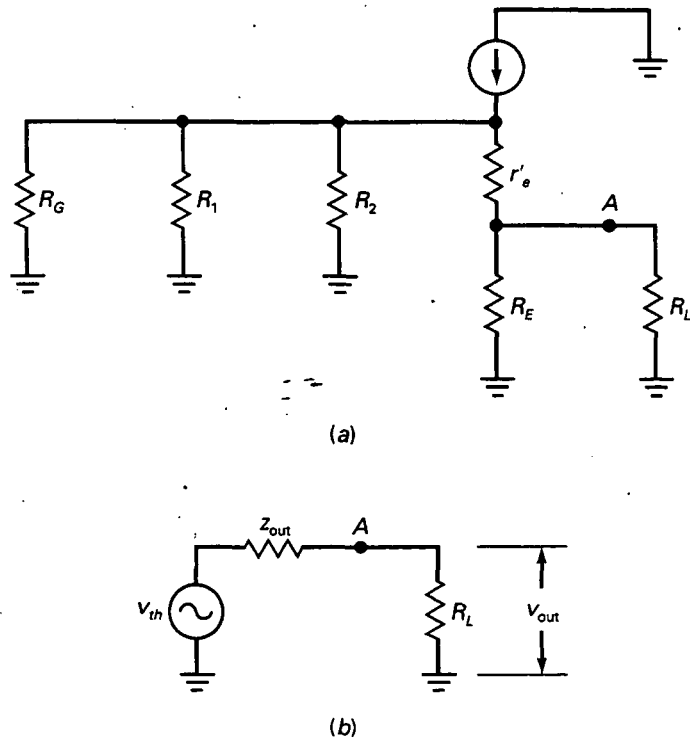 R_G
R_1
R_2
r'_e
A
R_E
R_L
(a)
z_out
A
v_th
R_L
v_out
(b)